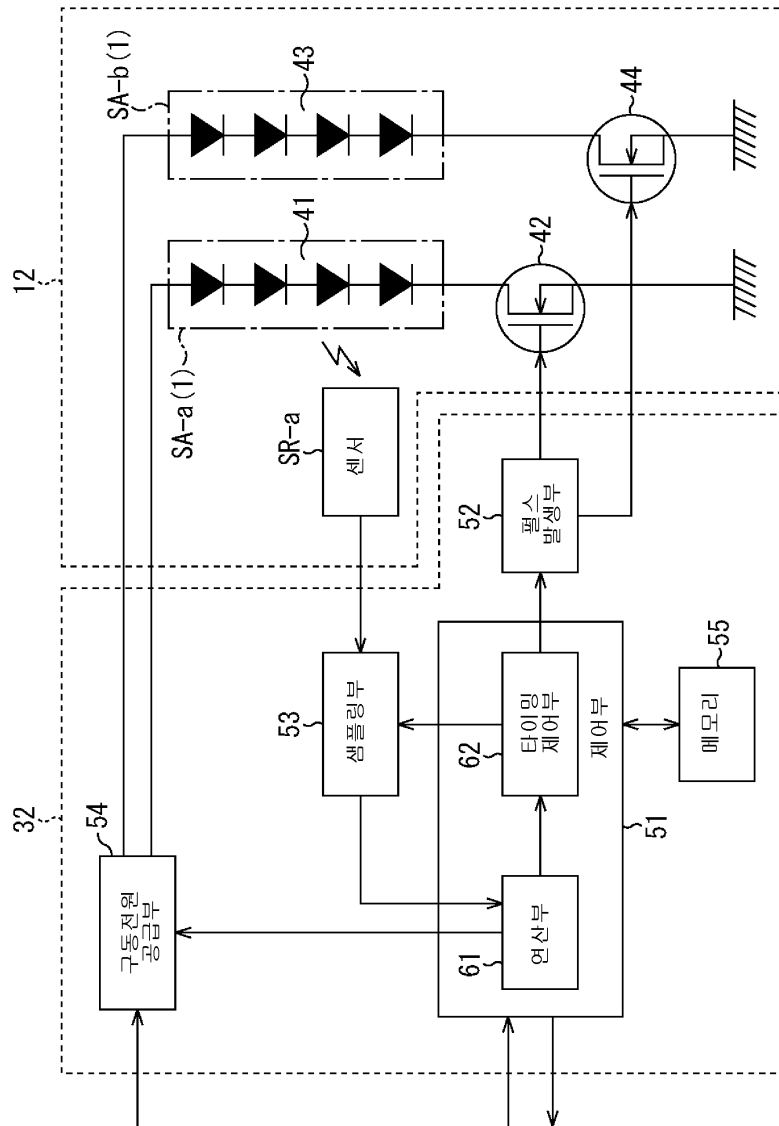 32
12
54
구동전원
공급부
SA-b(1)
43
SA-a(1)
41
SR-a
센서
53
샘플링부
44
42
52
펄스
발생부
61
연산부
62
타이밍
제어부
제어부
51
55
메모리